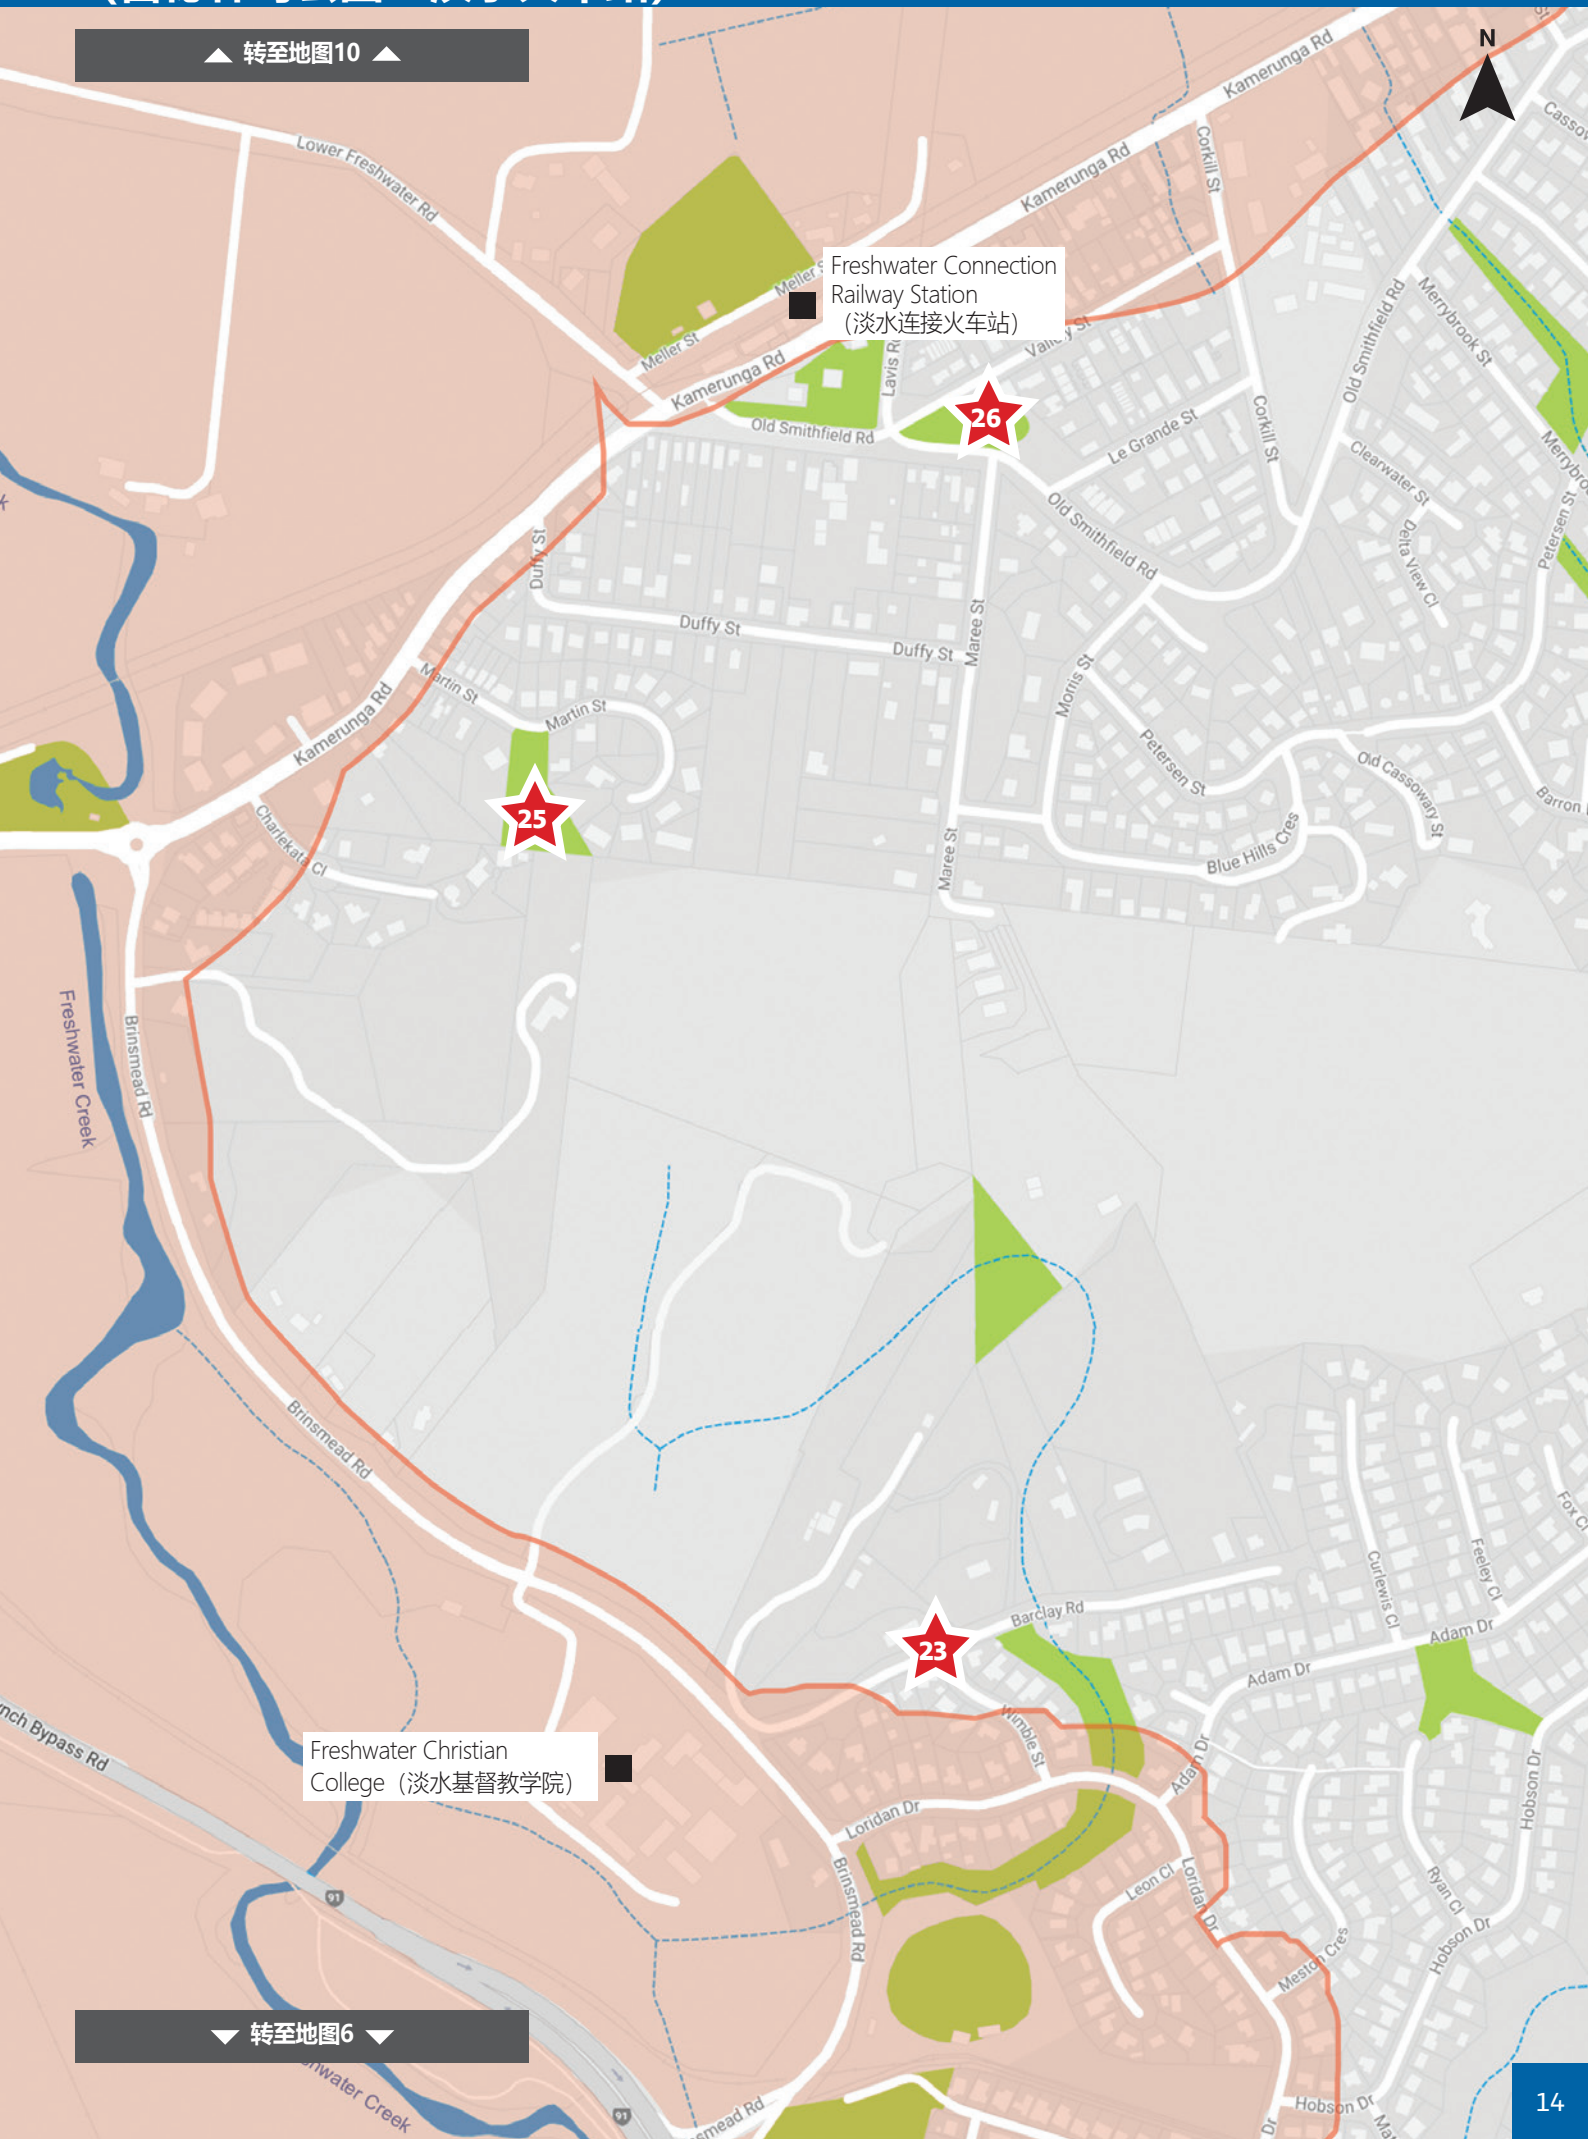 转至地图10
N
Kamerunga Rd
Lower Freshwater Rd
Kamerunga Rd
Corkill St
Freshwater Connection
Railway Station
（淡水连接火车站）
Meller St
Kamerunga Rd
Lavis Rd
Valley St
Old Smithfield Rd
Merrybrook St
Old Smithfield Rd
26
Le Grande St
Corkill St
Clearwater St
Petersen St
Old Smithfield Rd
Delta View Cl
Duffy St
Duffy St
Duffy St
Maree St
Morris St
Martin St
Martin St
Kamerunga Rd
Petersen St
Old Cassowary St
Barron
25
Charlekata Cl
Maree St
Blue Hills Cres
Freshwater Creek
Brinsmead Rd
Brinsmead Rd
Curlewis Cl
Feeley Cl
Barclay Rd
23
Adam Dr
Adam Dr
Wimble St
Adam Dr
Bypass Rd
Freshwater Christian
College（淡水基督教学院）
Hobson Dr
Loridan Dr
Leon Cl
Loridan Dr
Ryan Cl
Brinsmead Rd
91
Hobson Dr
Meston Cres
转至地图6
Creek
91
Rd
Hobson Dr
Dr
14